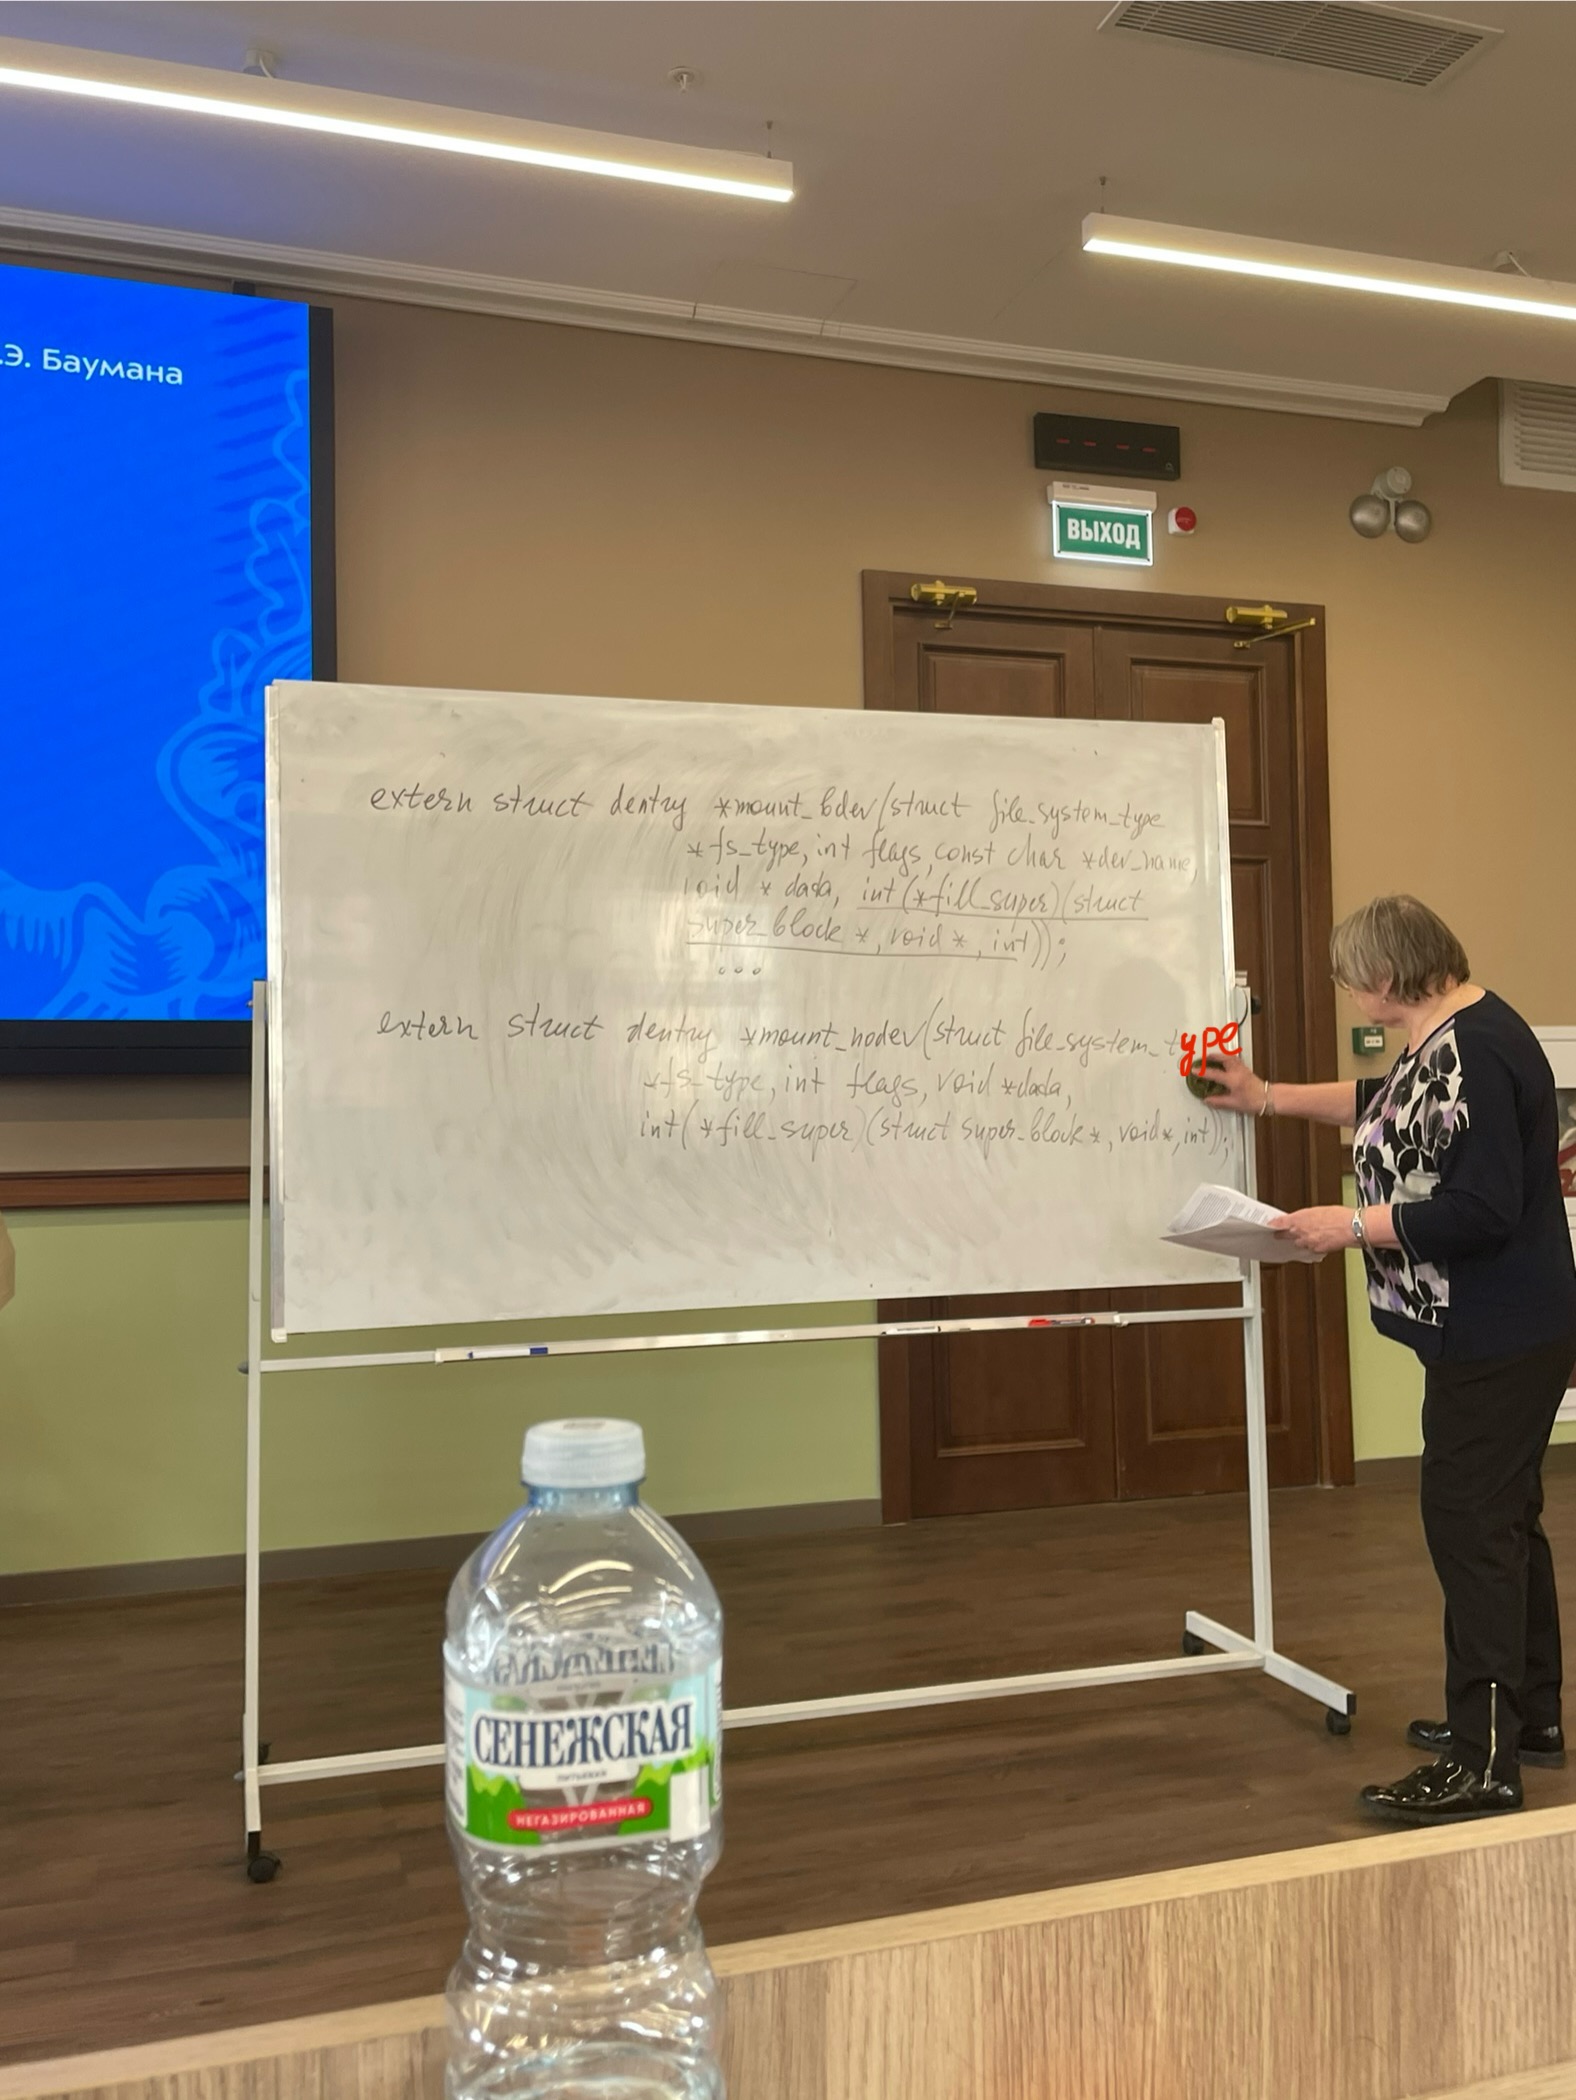 .Э. Баумана
ВЫХОД
extern struct dentry *mount_bdev(struct file_system_type
*fs_type, int flags, const char *dev_name,
void * data, int(*fill_super)(struct
super_block *, void *, int));
...
extern struct dentry *mount_nodev(struct file_system_type
*fs_type, int flags, void *data,
int(*fill_super)(struct super_block *, void *, int));
СЕНЕЖСКАЯ
ПИТЬЕВАЯ
НЕГАЗИРОВАННАЯ